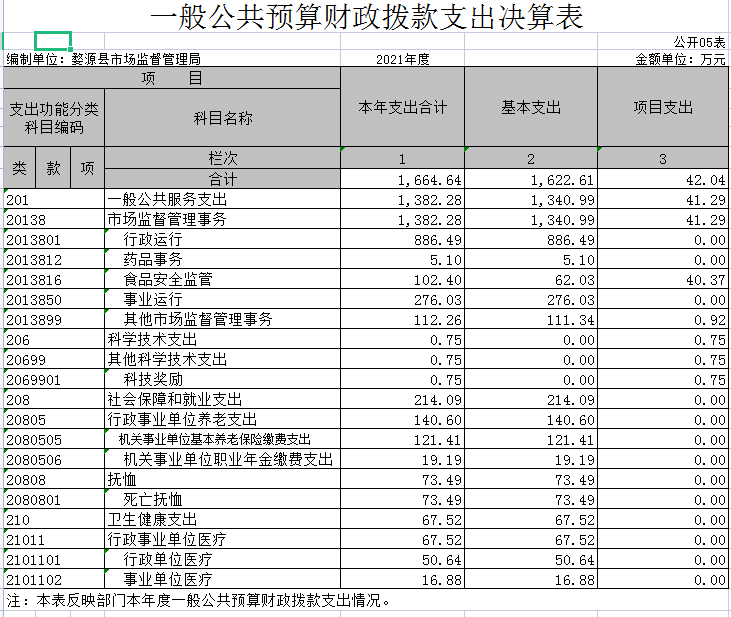 一般公共预算财政拨款支出决算表
公开05表
编制单位：婺源县市场监督管理局 2021年度 金额单位：万元
项 目 本年支出合计 基本支出 项目支出
支出功能分类科目编码 科目名称
类 款 项 栏次 1 2 3
合计 1,664.64 1,622.61 42.04
201 一般公共服务支出 1,382.28 1,340.99 41.29
20138 市场监督管理事务 1,382.28 1,340.99 41.29
2013801 行政运行 886.49 886.49 0.00
2013812 药品事务 5.10 5.10 0.00
2013816 食品安全监管 102.40 62.03 40.37
2013850 事业运行 276.03 276.03 0.00
2013899 其他市场监督管理事务 112.26 111.34 0.92
206 科学技术支出 0.75 0.00 0.75
20699 其他科学技术支出 0.75 0.00 0.75
2069901 科技奖励 0.75 0.00 0.75
208 社会保障和就业支出 214.09 214.09 0.00
20805 行政事业单位养老支出 140.60 140.60 0.00
2080505 机关事业单位基本养老保险缴费支出 121.41 121.41 0.00
2080506 机关事业单位职业年金缴费支出 19.19 19.19 0.00
20808 抚恤 73.49 73.49 0.00
2080801 死亡抚恤 73.49 73.49 0.00
210 卫生健康支出 67.52 67.52 0.00
21011 行政事业单位医疗 67.52 67.52 0.00
2101101 行政单位医疗 50.64 50.64 0.00
2101102 事业单位医疗 16.88 16.88 0.00
注：本表反映部门本年度一般公共预算财政拨款支出情况。